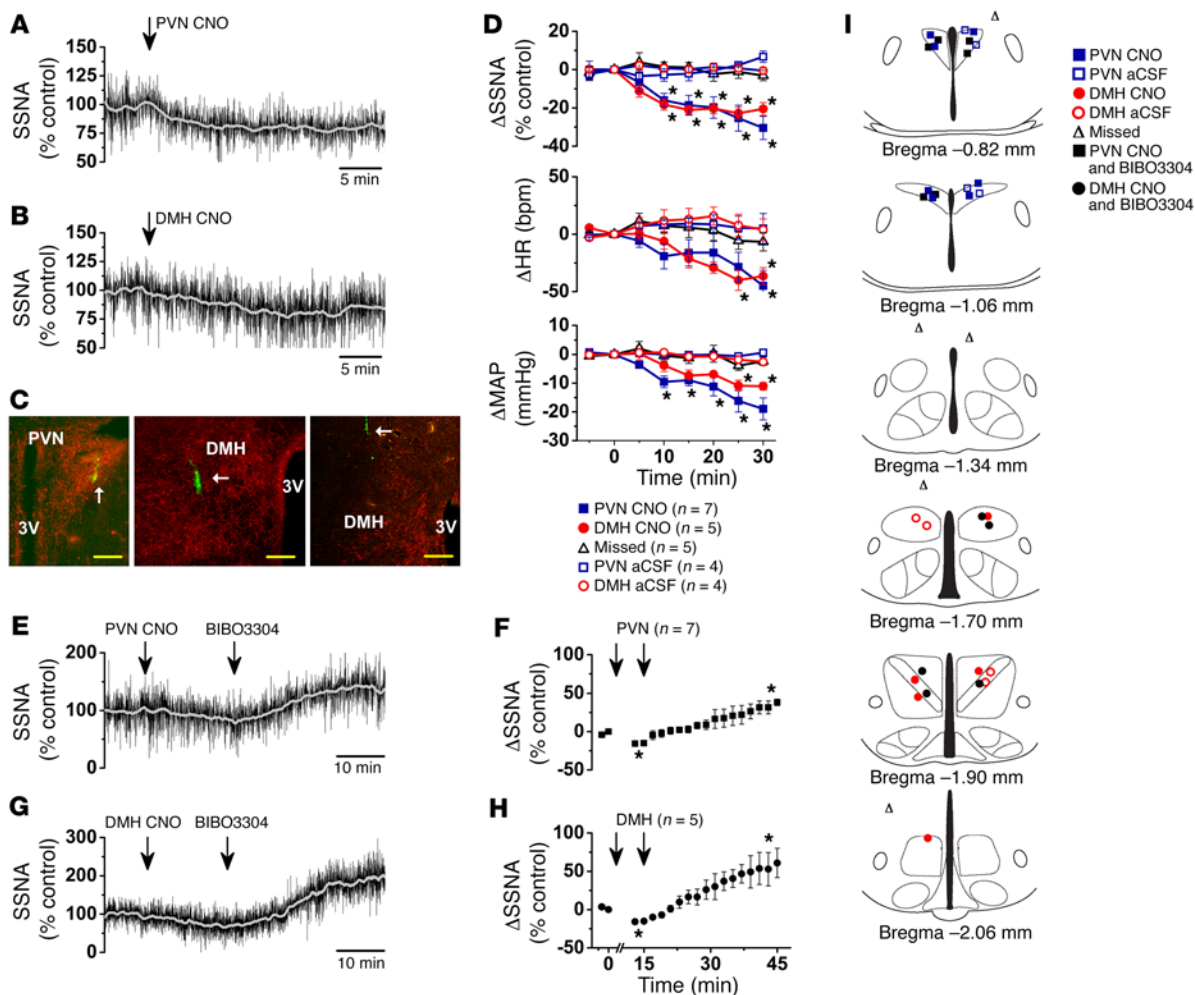 A
PVN CNO
SSNA
(% control)
150
125
100
75
50
5 min
B
DMH CNO
SSNA
(% control)
150
125
100
75
50
5 min
C
PVN
3V
DMH
3V
DMH
3V
D
ΔSSNA
(% control)
20
0
-20
-40
* * * * *
* * * * *
ΔHR (bpm)
50
0
-50
*
* *
ΔMAP
(mmHg)
10
0
-10
-20
-30
* *
* * * * *
0 10 20 30
Time (min)
PVN CNO (n = 7)
DMH CNO (n = 5)
Missed (n = 5)
PVN aCSF (n = 4)
DMH aCSF (n = 4)
E
PVN CNO BIBO3304
SSNA
(% control)
200
100
0
10 min
F
PVN (n = 7)
ΔSSNA
(% control)
100
50
0
-50
*
*
G
DMH CNO BIBO3304
SSNA
(% control)
300
200
100
0
10 min
H
DMH (n = 5)
ΔSSNA
(% control)
100
50
0
-50
*
*
0 15 30 45
Time (min)
I
Δ
Bregma –0.82 mm
Bregma –1.06 mm
Δ Δ
Bregma –1.34 mm
Δ
Bregma –1.70 mm
Bregma –1.90 mm
Δ
Bregma –2.06 mm
PVN CNO
PVN aCSF
DMH CNO
DMH aCSF
Δ Missed
PVN CNO
and BIBO3304
DMH CNO
and BIBO3304